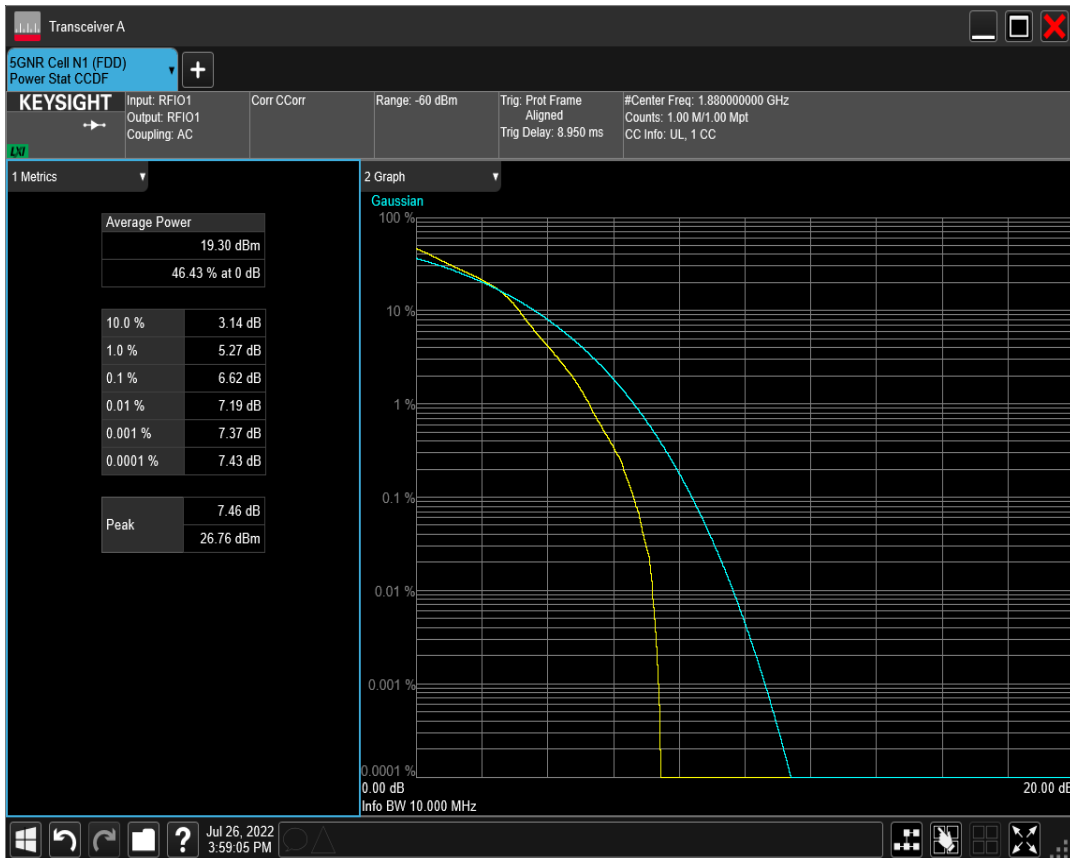 Transceiver A
5GNR Cell N1 (FDD)
Power Stat CCDF
KEYSIGHT
LXI
Input: RFIO1
Output: RFIO1
Coupling: AC
Corr CCorr
Range: -60 dBm
Trig: Prot Frame
Aligned
Trig Delay: 8.950 ms
#Center Freq: 1.880000000 GHz
Counts: 1.00 M/1.00 Mpt
CC Info: UL, 1 CC
1 Metrics
Average Power
19.30 dBm
46.43 % at 0 dB
10.0 % 3.14 dB
1.0 % 5.27 dB
0.1 % 6.62 dB
0.01 % 7.19 dB
0.001 % 7.37 dB
0.0001 % 7.43 dB
Peak 7.46 dB
26.76 dBm
2 Graph
Gaussian
100 %
10 %
1 %
0.1 %
0.01 %
0.001 %
0.0001 %
0.00 dB 20.00 dB
Info BW 10.000 MHz
?
Jul 26, 2022
3:59:05 PM